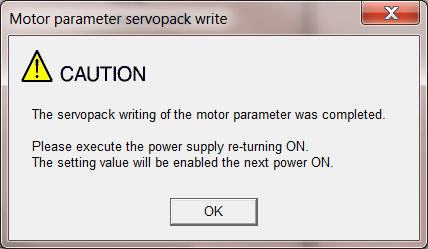 Motor parameter servopack write
CAUTION
The servopack writing of the motor parameter was completed.
Please execute the power supply re-turning ON.
The setting value will be enabled the next power ON.
OK